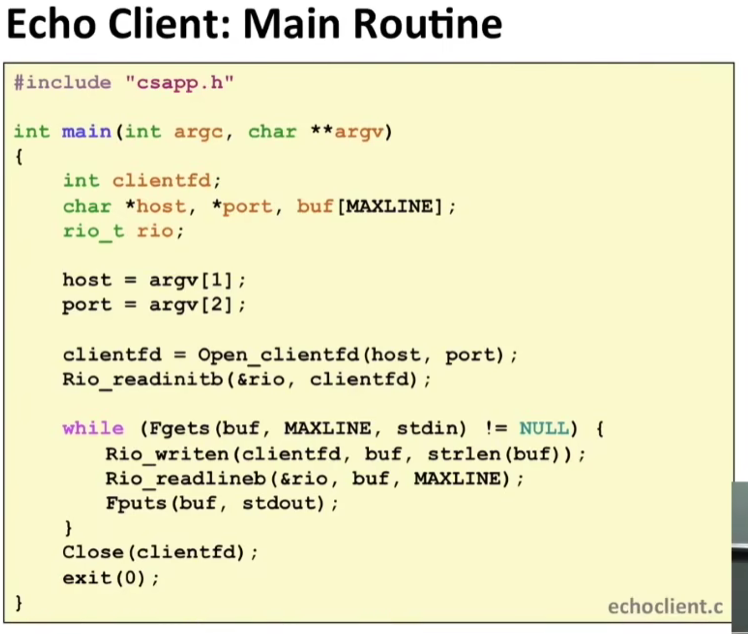 Echo Client: Main Routine
#include "csapp.h"
int main(int argc, char **argv)
{
    int clientfd;
    char *host, *port, buf[MAXLINE];
    rio_t rio;
    host = argv[1];
    port = argv[2];
    clientfd = Open_clientfd(host, port);
    Rio_readinitb(&rio, clientfd);
    while (Fgets(buf, MAXLINE, stdin) != NULL) {
        Rio_writen(clientfd, buf, strlen(buf));
        Rio_readlineb(&rio, buf, MAXLINE);
        Fputs(buf, stdout);
    }
    Close(clientfd);
    exit(0);
}
echoclient.c